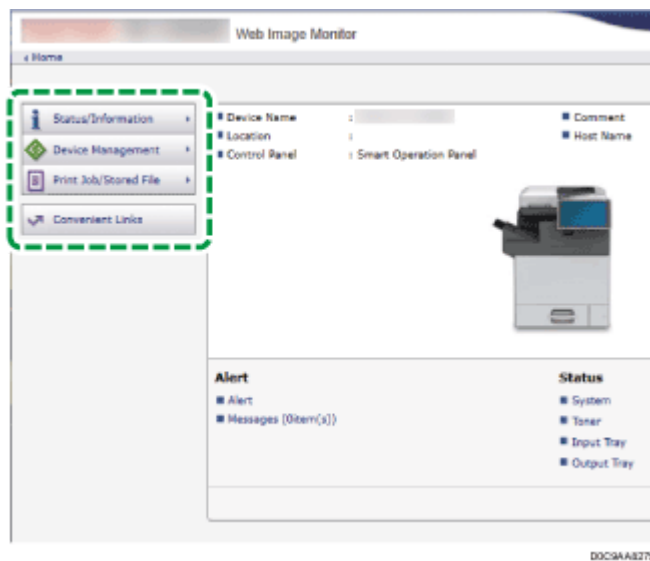 Web Image Monitor
Home
Status/Information
Device Management
Print Job/Stored File
Convenient Links
Device Name :
Location :
Control Panel : Smart Operation Panel
Comment
Host Name
Alert
Alert
Messages (0item(s))
Status
System
Toner
Input Tray
Output Tray